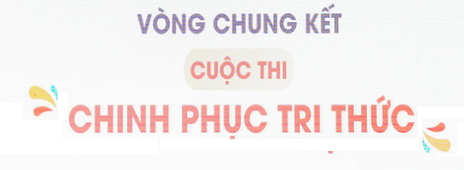 VÒNG CHUNG KẾT
CUỘC THI
CHINH PHỤC TRI THỨC